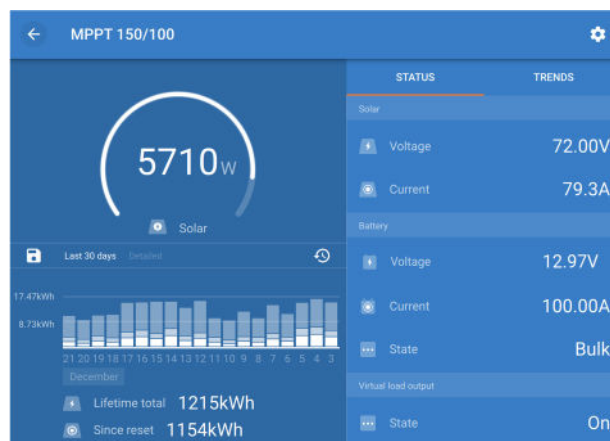 MPPT 150/100
5710W
Solar
Last 30 days Detailed
17.47kWh
8.73kWh
21 20 19 18 17 16 15 14 13 12 11 10 9 8 7 6 5 4 3
December
Lifetime total 1215kWh
Since reset 1154kWh
STATUS TRENDS
Solar
Voltage 72.00V
Current 79.3A
Battery
Voltage 12.97V
Current 100.00A
State Bulk
Virtual load output
State On